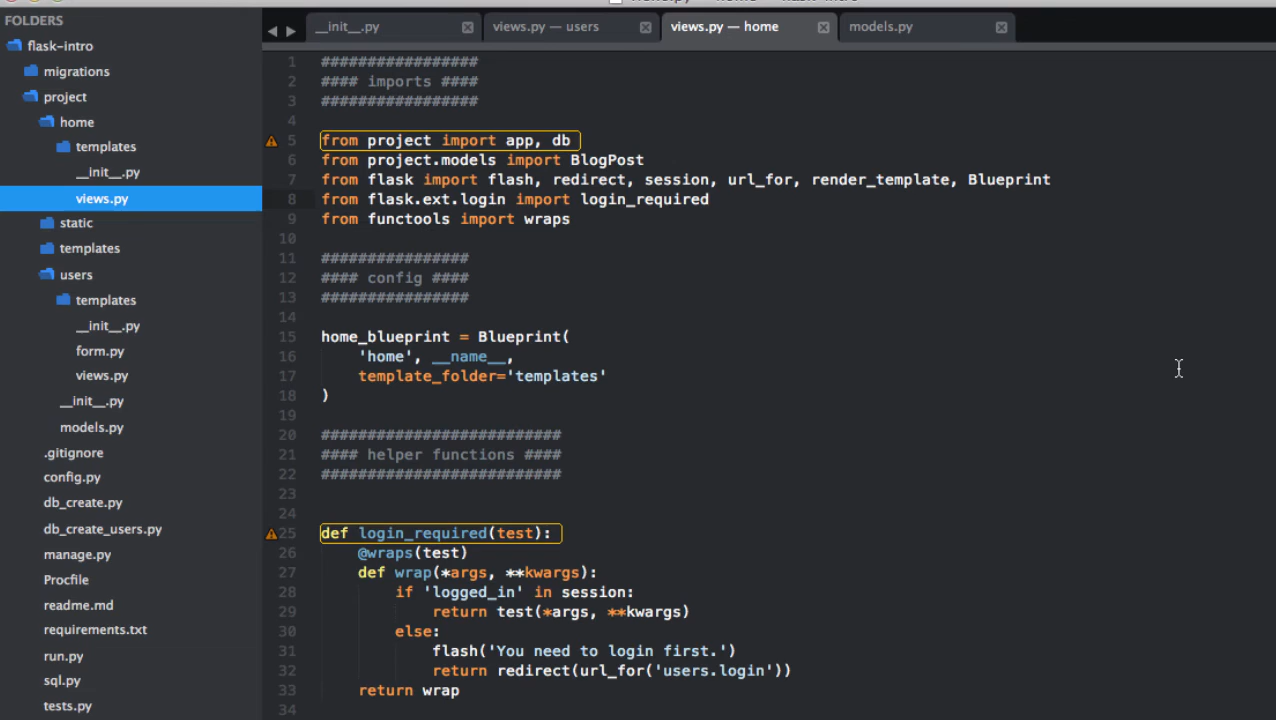 FOLDERS
flask-intro
migrations
project
home
templates
__init__.py
views.py
static
templates
users
templates
__init__.py
form.py
views.py
__init__.py
models.py
.gitignore
config.py
db_create.py
db_create_users.py
manage.py
Procfile
readme.md
requirements.txt
run.py
sql.py
tests.py
__init__.py
views.py — users
views.py — home
models.py
1 #################
2 #### imports ####
3 #################
4
5 from project import app, db
6 from project.models import BlogPost
7 from flask import flash, redirect, session, url_for, render_template, Blueprint
8 from flask.ext.login import login_required
9 from functools import wraps
10
11 ################
12 #### config ####
13 ################
14
15 home_blueprint = Blueprint(
16     'home', __name__,
17     template_folder='templates'
18 )
19
20 ##########################
21 #### helper functions ####
22 ##########################
23
24
25 def login_required(test):
26     @wraps(test)
27     def wrap(*args, **kwargs):
28         if 'logged_in' in session:
29             return test(*args, **kwargs)
30         else:
31             flash('You need to login first.')
32             return redirect(url_for('users.login'))
33     return wrap
34